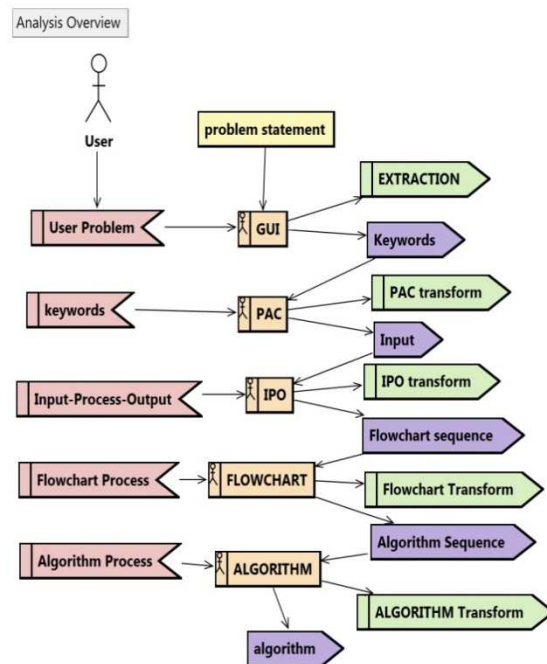 Analysis Overview
User
problem statement
EXTRACTION
User Problem
GUI
Keywords
PAC transform
keywords
PAC
Input
IPO transform
Input-Process-Output
IPO
Flowchart sequence
Flowchart Process
FLOWCHART
Flowchart Transform
Algorithm Sequence
Algorithm Process
ALGORITHM
ALGORITHM Transform
algorithm